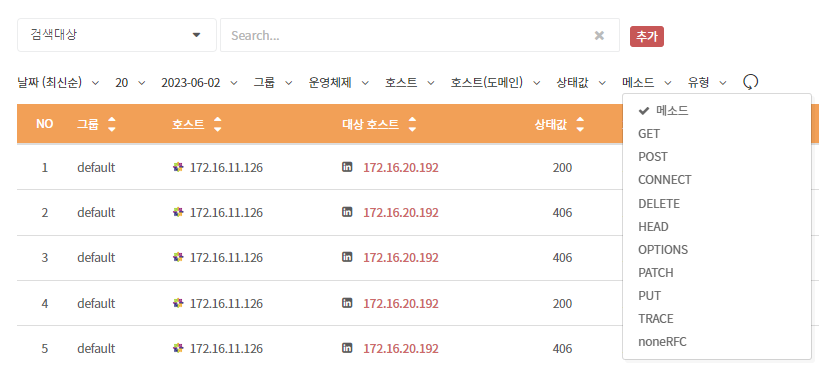 검색대상 Search... 추가
날짜 (최신순) 20 2023-06-02 그룹 운영체제 호스트 호스트(도메인) 상태값 메소드 유형
NO 그룹 호스트 대상 호스트 상태값
1 default 172.16.11.126 172.16.20.192 200
2 default 172.16.11.126 172.16.20.192 406
3 default 172.16.11.126 172.16.20.192 406
4 default 172.16.11.126 172.16.20.192 200
5 default 172.16.11.126 172.16.20.192 406
메소드
GET
POST
CONNECT
DELETE
HEAD
OPTIONS
PATCH
PUT
TRACE
noneRFC